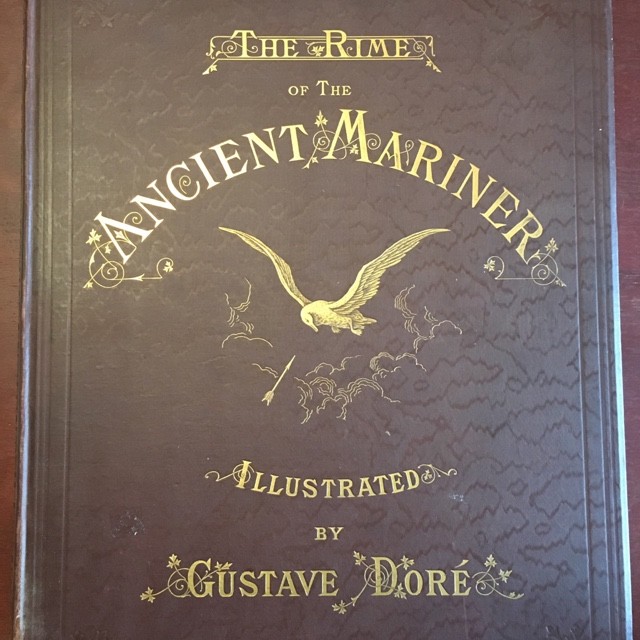 THE RIME
OF THE
ANCIENT MARINER
ILLUSTRATED
BY
GUSTAVE DORÉ